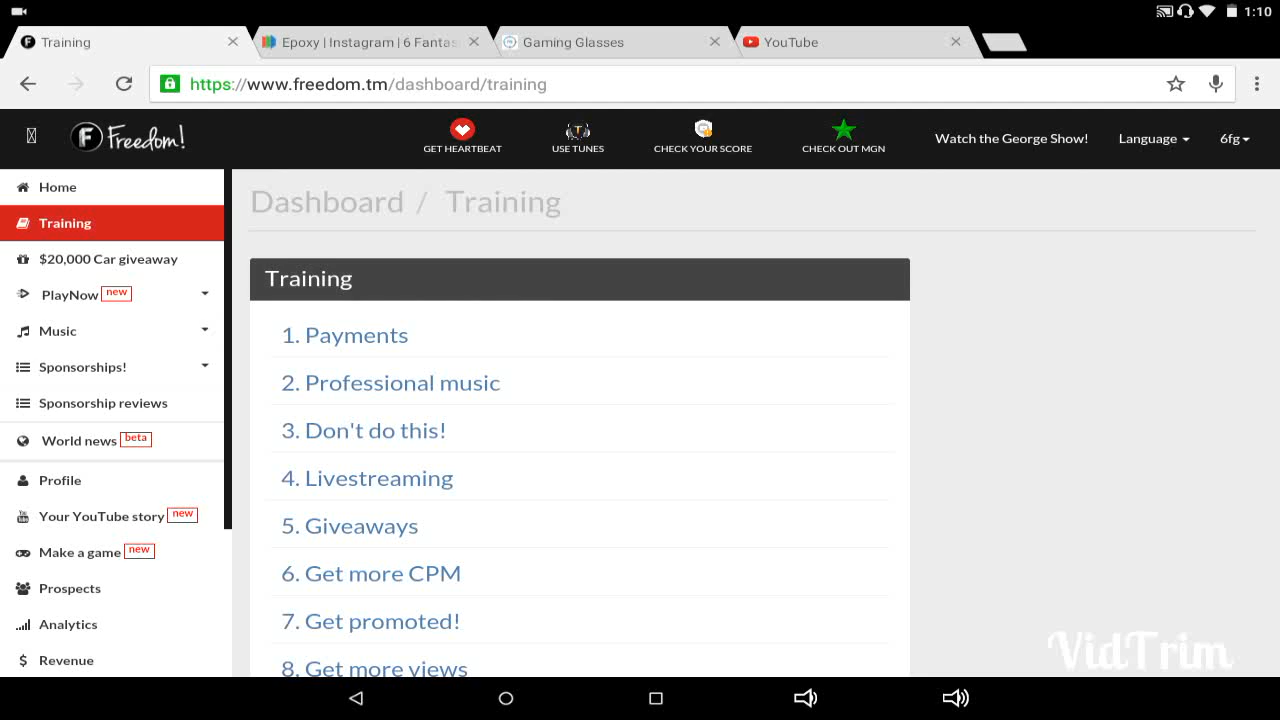 1:10
Training
Epoxy | Instagram | 6 Fantas
Gaming Glasses
YouTube
https://www.freedom.tm/dashboard/training
Freedom!
GET HEARTBEAT
USE TUNES
CHECK YOUR SCORE
CHECK OUT MGN
Watch the George Show!
Language
6fg
Home
Training
$20,000 Car giveaway
PlayNow new
Music
Sponsorships!
Sponsorship reviews
World news beta
Profile
Your YouTube story new
Make a game new
Prospects
Analytics
Revenue
Dashboard / Training
Training
1. Payments
2. Professional music
3. Don't do this!
4. Livestreaming
5. Giveaways
6. Get more CPM
7. Get promoted!
8. Get more views
VidTrim